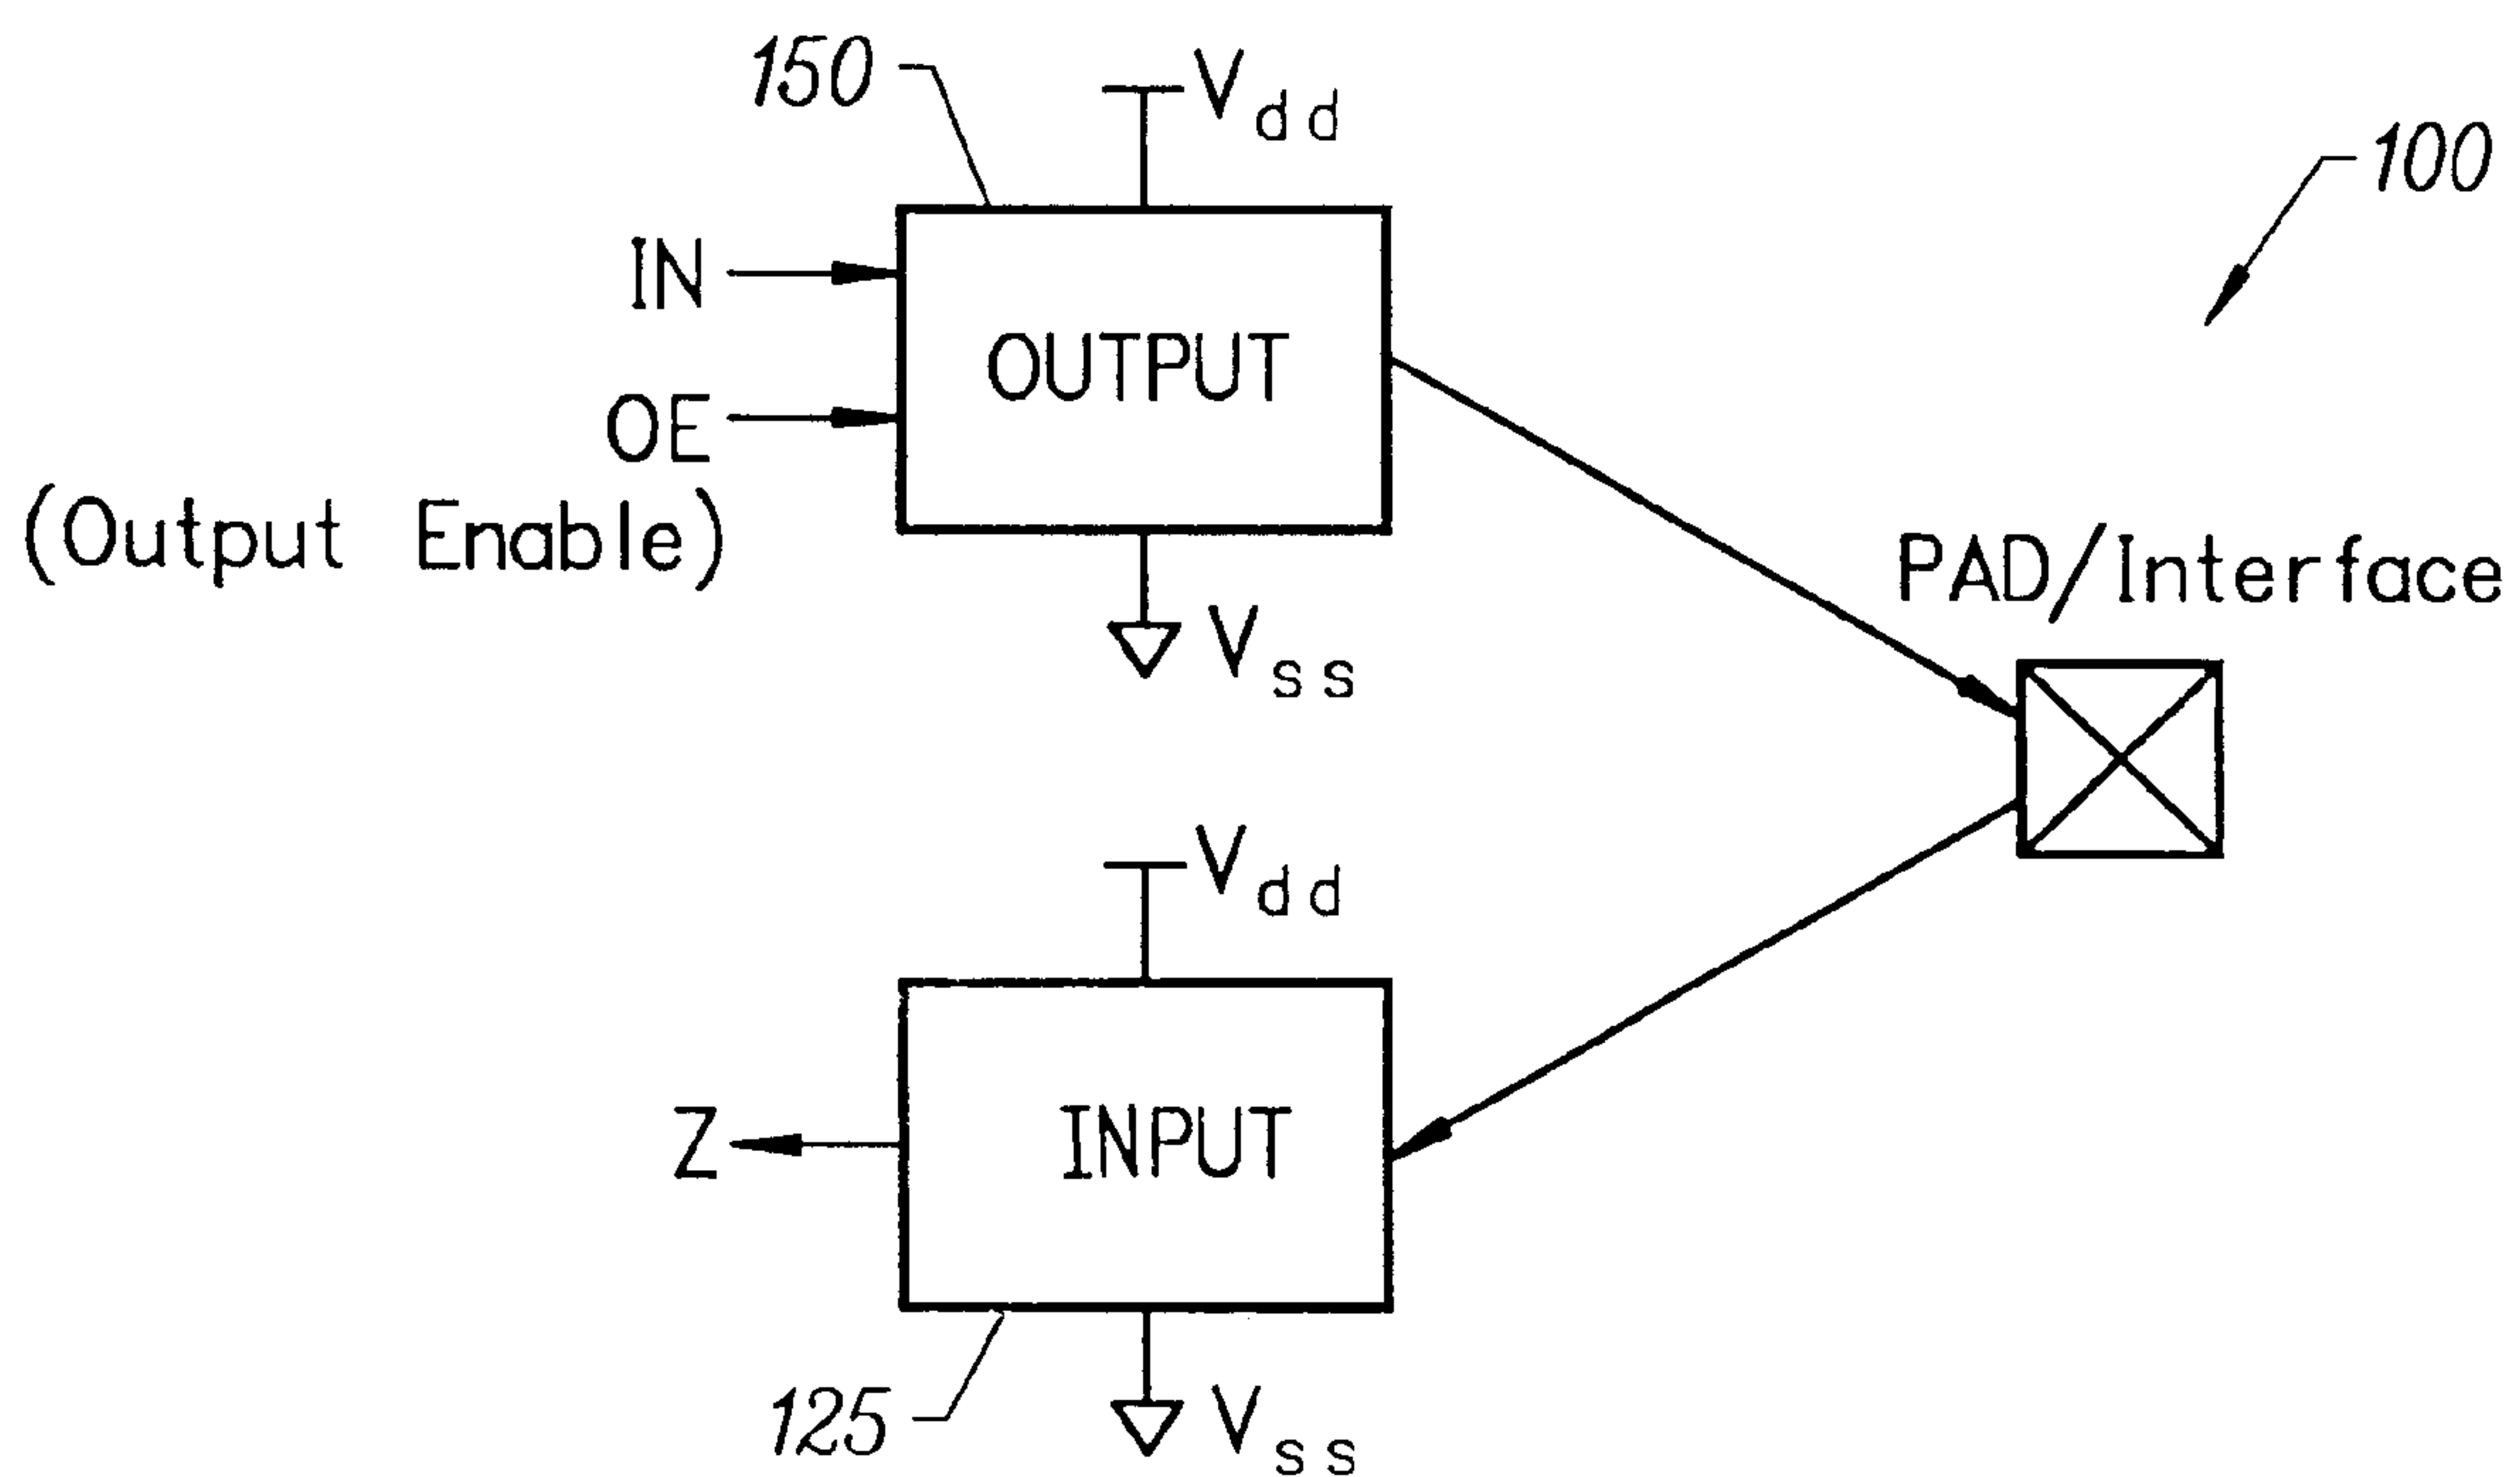 150
Vdd
100
IN
OUTPUT
OE
(Output Enable)
PAD/Interface
Vss
Vdd
Z
INPUT
125
Vss